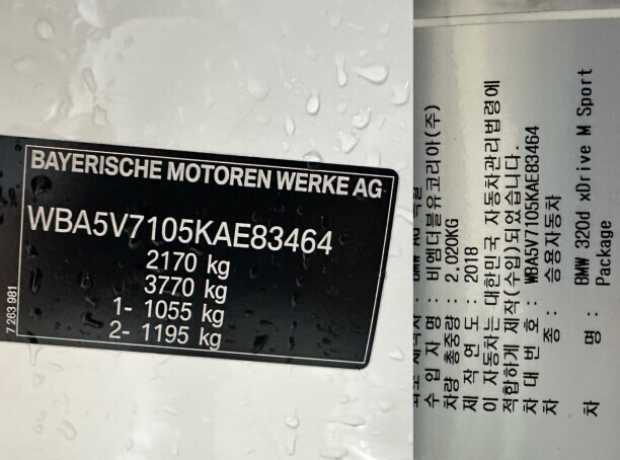 BAYERISCHE MOTOREN WERKE AG
WBA5V7105KAE83464
2170 kg
3770 kg
1- 1055 kg
2- 1195 kg
7 263 981
수 입 자 명 : 비엠더블유코리아(주)
차량 총중량 : 2,020KG
제 작 연 도 : 2018
이 자동차는 대한민국 자동차관리법령에
적합하게 제작(수입)되었습니다.
차 대 번 호 : WBA5V7105KAE83464
차 종 : 승용자동차
차 명 : BMW 320d xDrive M Sport
Package